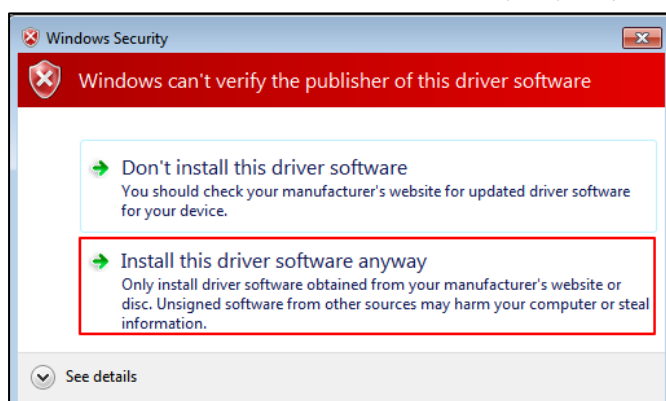 Windows Security
Windows can't verify the publisher of this driver software
Don't install this driver software
You should check your manufacturer's website for updated driver software
for your device.
Install this driver software anyway
Only install driver software obtained from your manufacturer's website or
disc. Unsigned software from other sources may harm your computer or steal
information.
See details